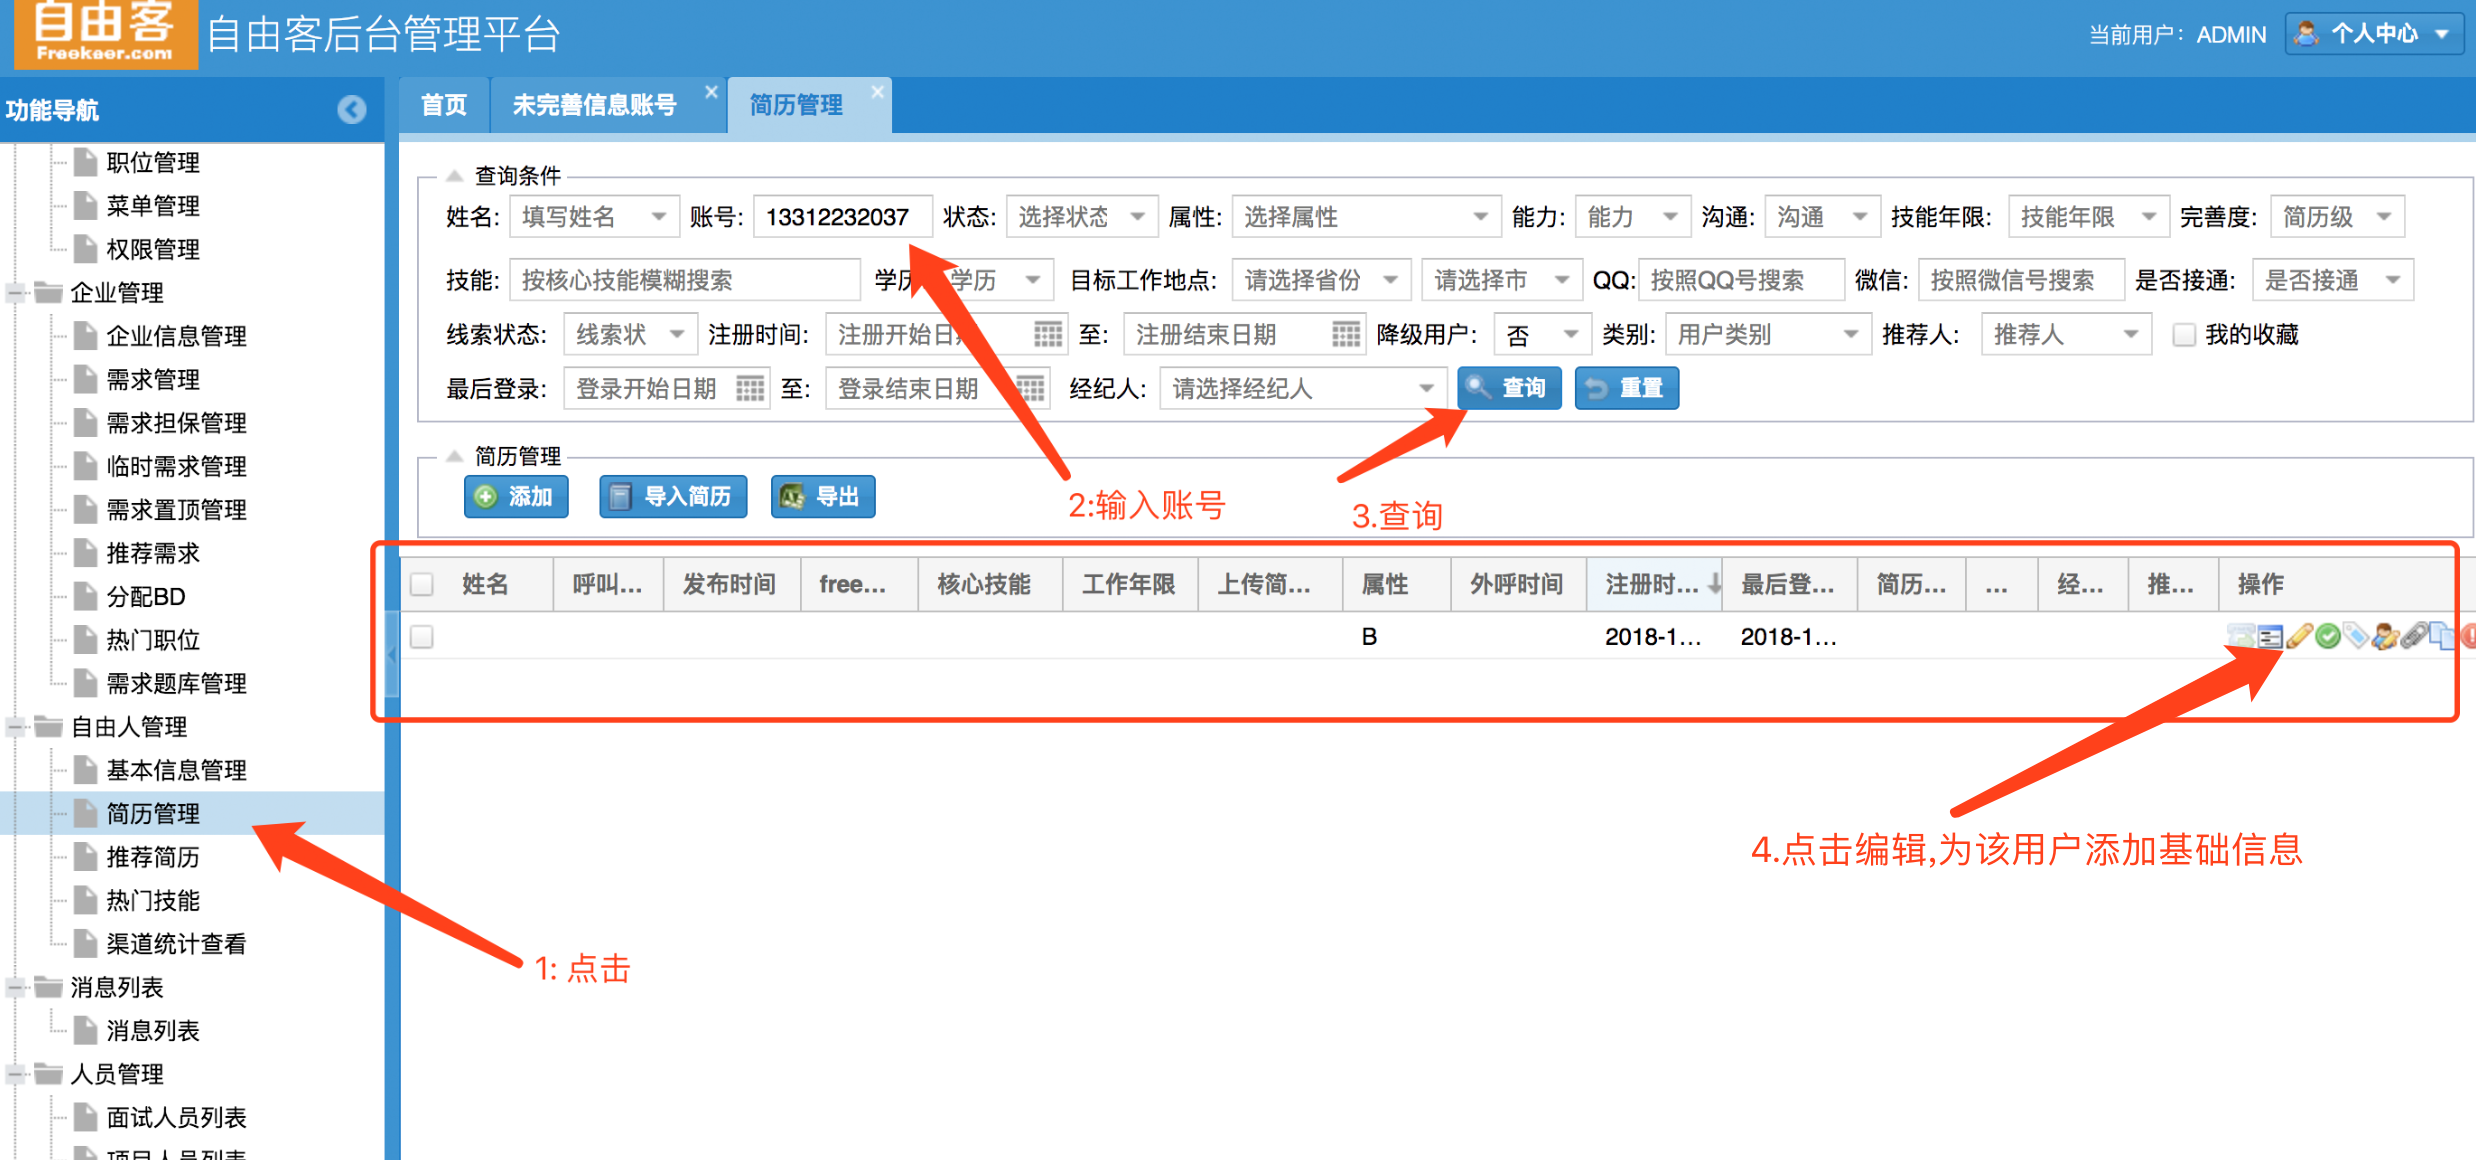 自由客
Freekeer.com
自由客后台管理平台
当前用户: ADMIN
个人中心
功能导航
首页
未完善信息账号
简历管理
职位管理
菜单管理
权限管理
企业管理
企业信息管理
需求管理
需求担保管理
临时需求管理
需求置顶管理
推荐需求
分配BD
热门职位
需求题库管理
自由人管理
基本信息管理
简历管理
推荐简历
热门技能
渠道统计查看
消息列表
消息列表
人员管理
面试人员列表
项目人员列表
查询条件
姓名: 填写姓名 账号: 13312232037 状态: 选择状态 属性: 选择属性 能力: 能力 沟通: 沟通 技能年限: 技能年限 完善度: 简历级
技能: 按核心技能模糊搜索 学历 学历 目标工作地点: 请选择省份 请选择市 QQ: 按照QQ号搜索 微信: 按照微信号搜索 是否接通: 是否接通
线索状态: 线索状 注册时间: 注册开始日 至: 注册结束日期 降级用户: 否 类别: 用户类别 推荐人: 推荐人 我的收藏
最后登录: 登录开始日期 至: 登录结束日期 经纪人: 请选择经纪人 查询 重置
简历管理
添加 导入简历 导出
2:输入账号
3.查询
姓名 呼叫... 发布时间 free... 核心技能 工作年限 上传简... 属性 外呼时间 注册时... 最后登... 简历... ... 经... 推... 操作
B 2018-1... 2018-1...
4.点击编辑,为该用户添加基础信息
1: 点击